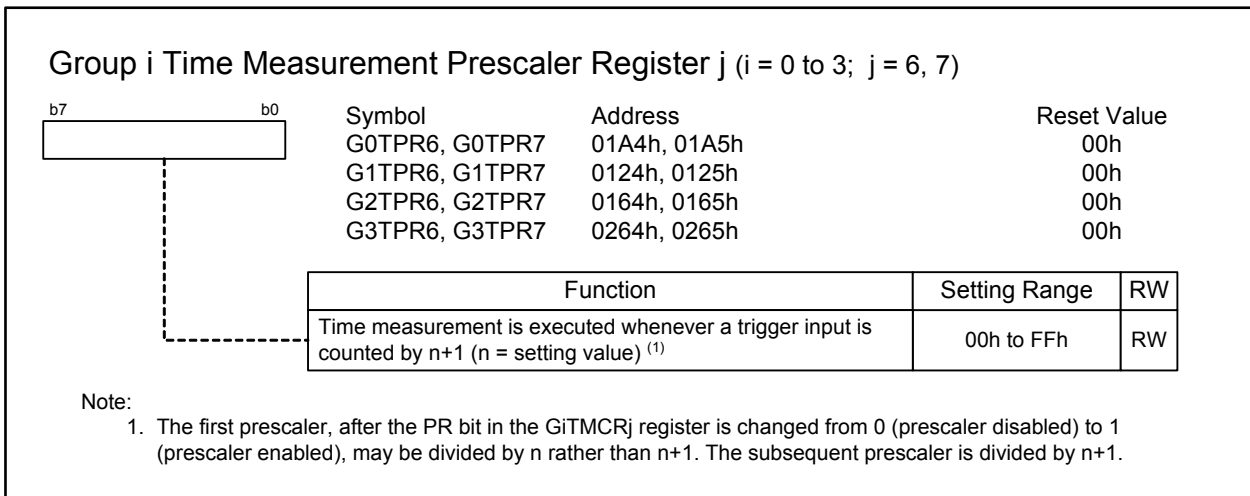 Group i Time Measurement Prescaler Register j (i = 0 to 3; j = 6, 7)
b7 b0
Symbol Address Reset Value
G0TPR6, G0TPR7 01A4h, 01A5h 00h
G1TPR6, G1TPR7 0124h, 0125h 00h
G2TPR6, G2TPR7 0164h, 0165h 00h
G3TPR6, G3TPR7 0264h, 0265h 00h
Function Setting Range RW
Time measurement is executed whenever a trigger input is
counted by n+1 (n = setting value) (1) 00h to FFh RW
Note:
1. The first prescaler, after the PR bit in the GiTMCRj register is changed from 0 (prescaler disabled) to 1
(prescaler enabled), may be divided by n rather than n+1. The subsequent prescaler is divided by n+1.